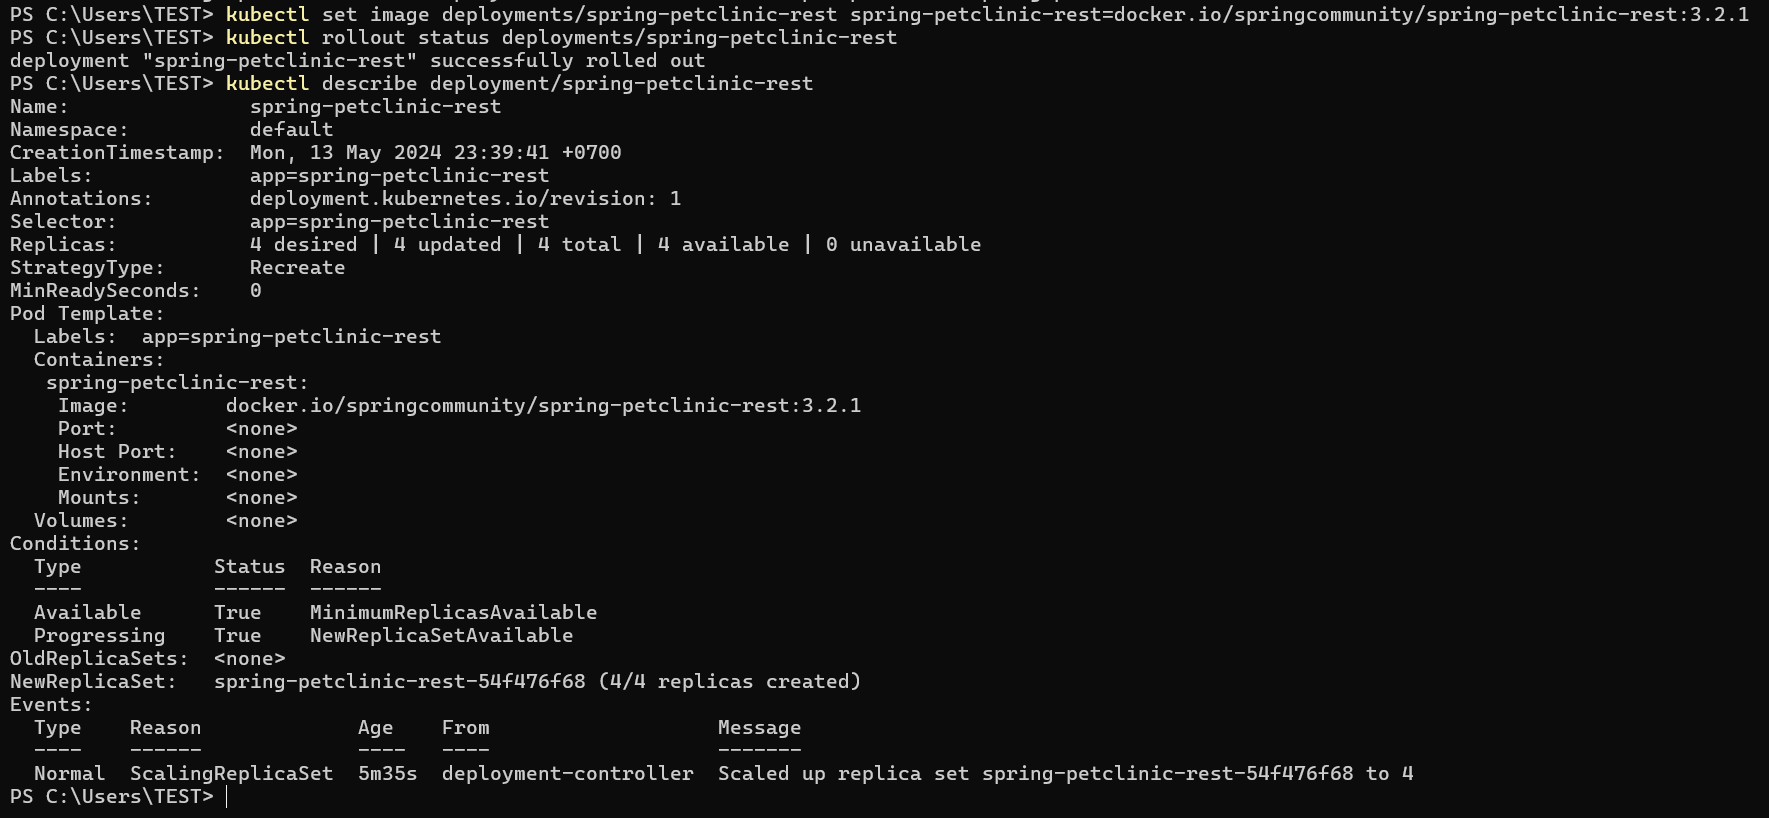 PS C:\Users\TEST> kubectl set image deployments/spring-petclinic-rest spring-petclinic-rest=docker.io/springcommunity/spring-petclinic-rest:3.2.1
PS C:\Users\TEST> kubectl rollout status deployments/spring-petclinic-rest
deployment "spring-petclinic-rest" successfully rolled out
PS C:\Users\TEST> kubectl describe deployment/spring-petclinic-rest
Name:                   spring-petclinic-rest
Namespace:              default
CreationTimestamp:  Mon, 13 May 2024 23:39:41 +0700
Labels:                 app=spring-petclinic-rest
Annotations:            deployment.kubernetes.io/revision: 1
Selector:               app=spring-petclinic-rest
Replicas:               4 desired | 4 updated | 4 total | 4 available | 0 unavailable
StrategyType:       Recreate
MinReadySeconds:    0
Pod Template:
  Labels:  app=spring-petclinic-rest
  Containers:
   spring-petclinic-rest:
    Image:        docker.io/springcommunity/spring-petclinic-rest:3.2.1
    Port:         <none>
    Host Port:    <none>
    Environment:  <none>
    Mounts:       <none>
  Volumes:        <none>
Conditions:
  Type           Status  Reason
  ----           ------  ------
  Available      True    MinimumReplicasAvailable
  Progressing    True    NewReplicaSetAvailable
OldReplicaSets:  <none>
NewReplicaSet:   spring-petclinic-rest-54f476f68 (4/4 replicas created)
Events:
  Type    Reason             Age    From                   Message
  ----    ------             ----   ----                   -------
  Normal  ScalingReplicaSet  5m35s  deployment-controller  Scaled up replica set spring-petclinic-rest-54f476f68 to 4
PS C:\Users\TEST>